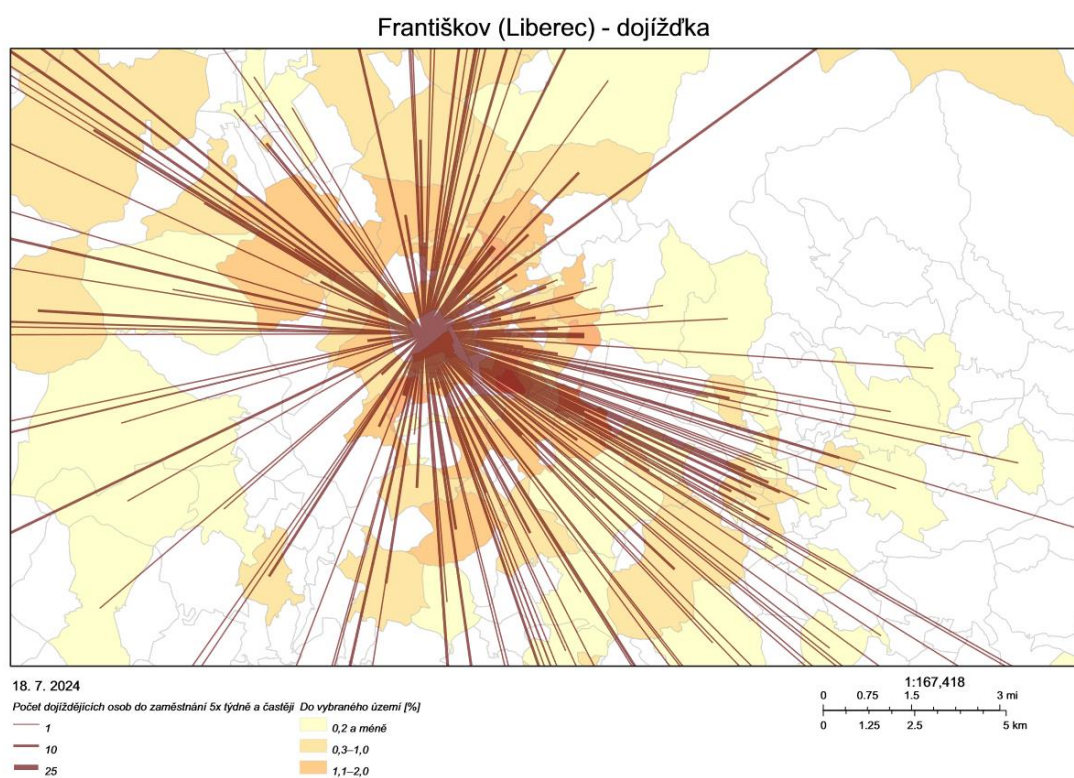 Františkov (Liberec) - dojížďka
18. 7. 2024
Počet dojíždějících osob do zaměstnání 5x týdně a častěji
1
10
25
Do vybraného území [%]
0,2 a méně
0,3–1,0
1,1–2,0
1:167,418
0 0.75 1.5 3 mi
0 1.25 2.5 5 km